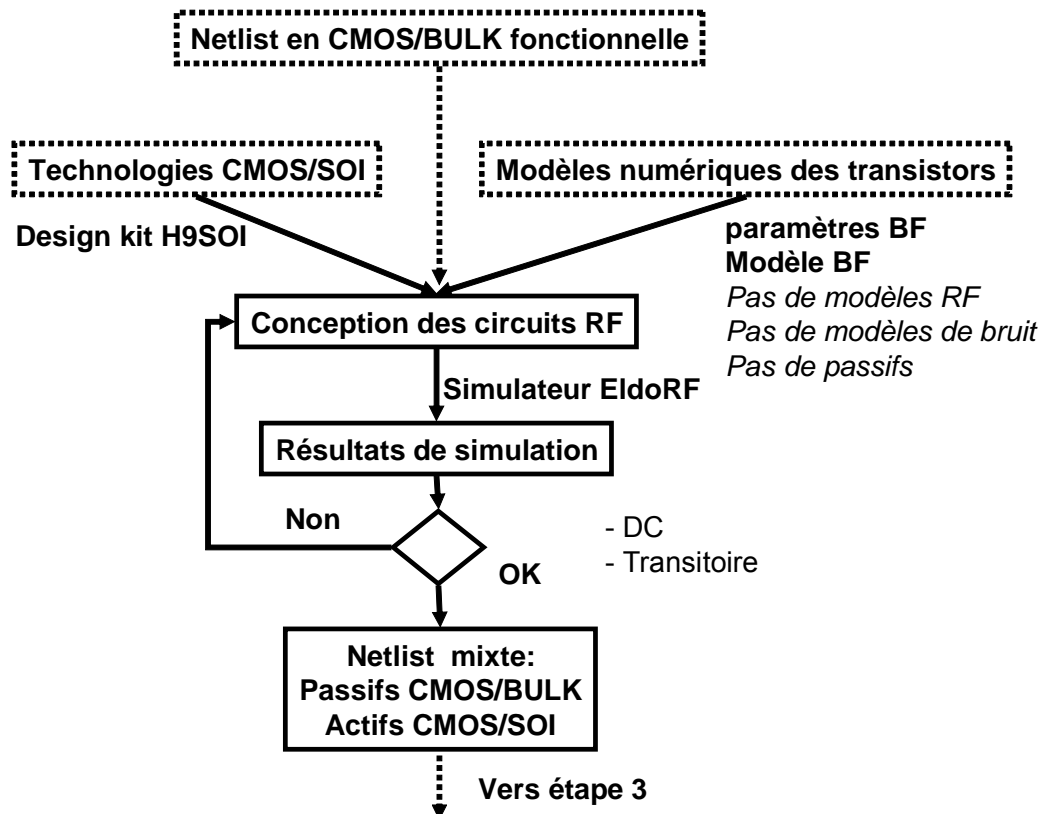 Netlist en CMOS/BULK fonctionnelle
Technologies CMOS/SOI
Modèles numériques des transistors
Design kit H9SOI
paramètres BF
Modèle BF
Pas de modèles RF
Pas de modèles de bruit
Pas de passifs
Conception des circuits RF
Simulateur EldoRF
Résultats de simulation
Non
- DC
- Transitoire
OK
Netlist mixte:
Passifs CMOS/BULK
Actifs CMOS/SOI
Vers étape 3